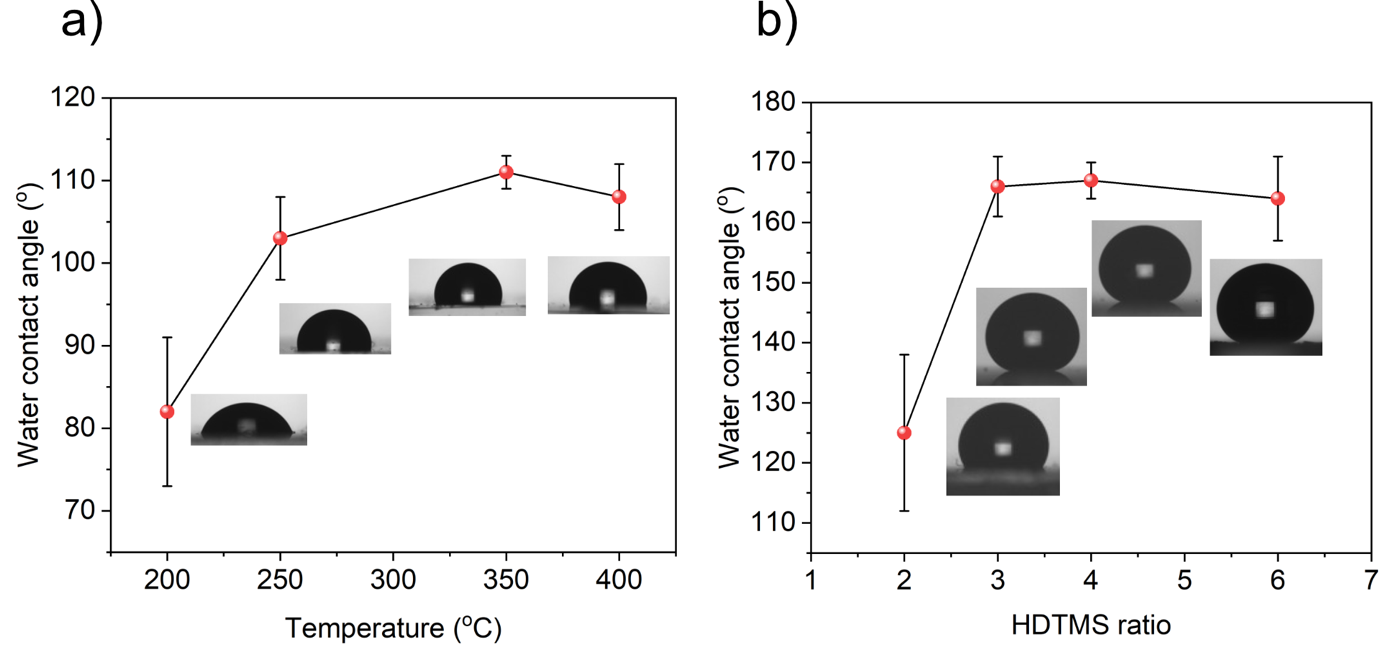 a)
120
110
100
90
80
70
Water contact angle (º)
200 250 300 350 400
Temperature (ºC)
b)
180
170
160
150
140
130
120
110
Water contact angle (º)
1 2 3 4 5 6 7
HDTMS ratio